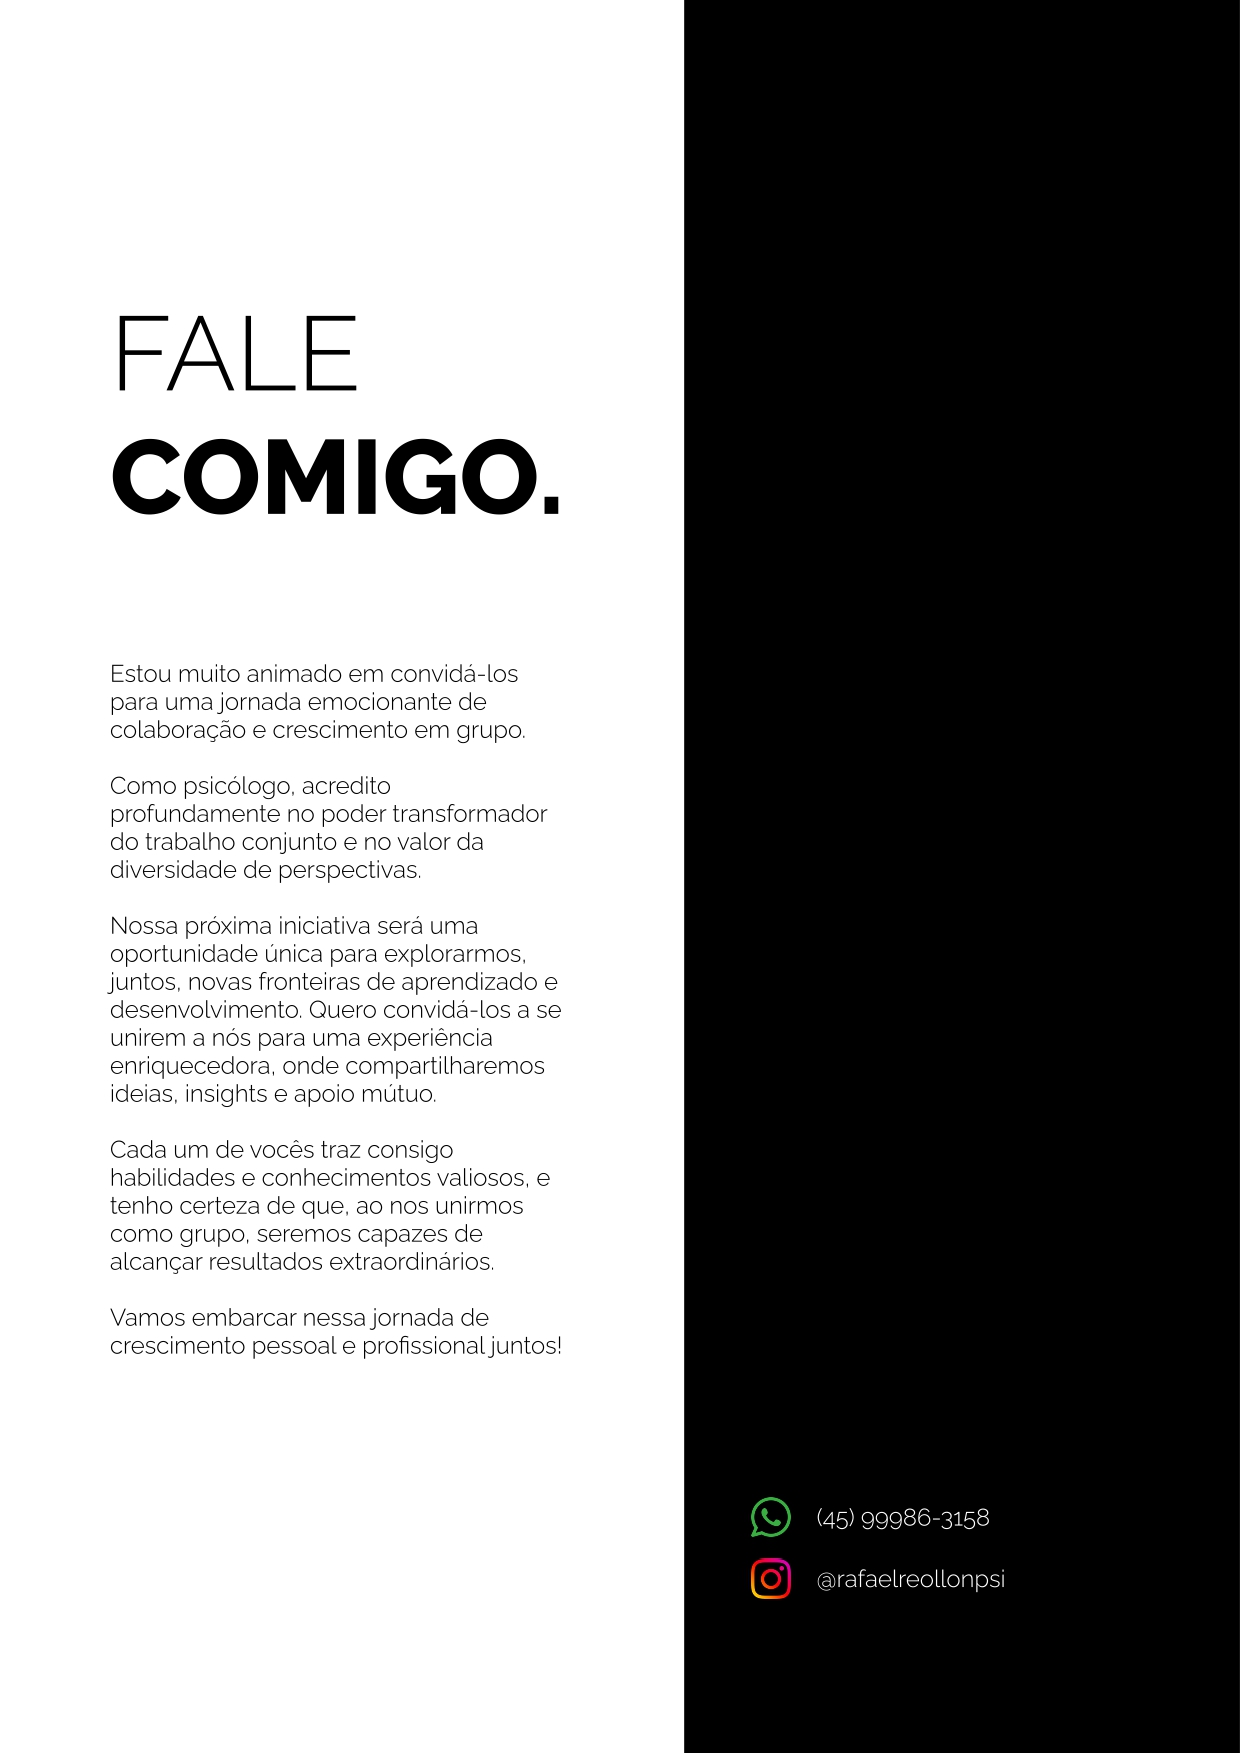 FALE
COMIGO.
Estou muito animado em convidá-los
para uma jornada emocionante de
colaboração e crescimento em grupo.
Como psicólogo, acredito
profundamente no poder transformador
do trabalho conjunto e no valor da
diversidade de perspectivas.
Nossa próxima iniciativa será uma
oportunidade única para explorarmos,
juntos, novas fronteiras de aprendizado e
desenvolvimento. Quero convidá-los a se
unirem a nós para uma experiência
enriquecedora, onde compartilharemos
ideias, insights e apoio mútuo.
Cada um de vocês traz consigo
habilidades e conhecimentos valiosos, e
tenho certeza de que, ao nos unirmos
como grupo, seremos capazes de
alcançar resultados extraordinários.
Vamos embarcar nessa jornada de
crescimento pessoal e profissional juntos!
(45) 99986-3158
@rafaelreollonpsi